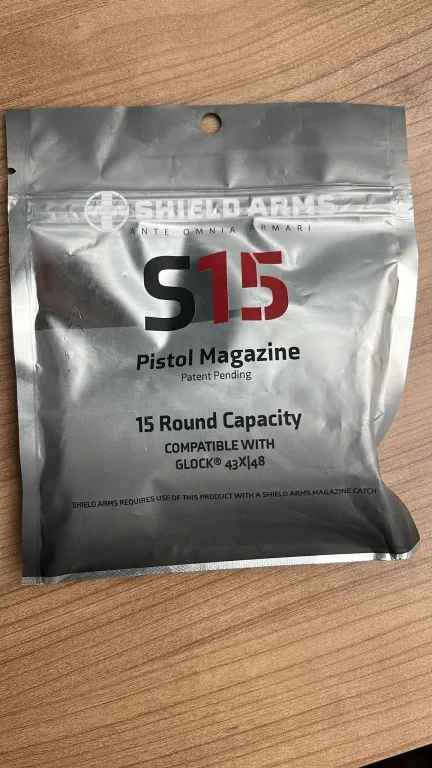 SHIELD ARMS
ANTE OMNIA ARMARI
S15
Pistol Magazine
Patent Pending
15 Round Capacity
COMPATIBLE WITH
GLOCK® 43X|48
SHIELD ARMS REQUIRES USE OF THIS PRODUCT WITH A SHIELD ARMS MAGAZINE CATCH